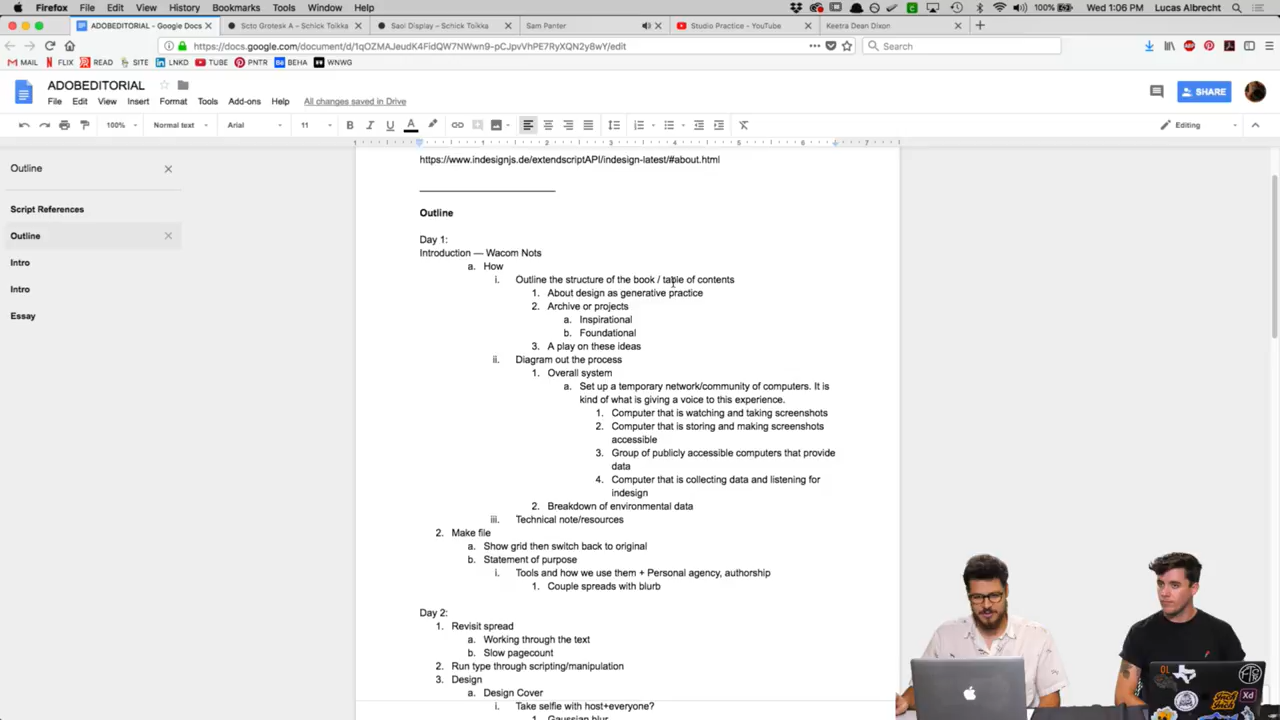 Firefox File Edit View History Bookmarks Tools Window Help 100% Wed 1:06 PM Lucas Albrecht
ADOBEDITORIAL - Google Docs Scto Grotesk A – Schick Toikka Saol Display – Schick Toikka Sam Panter Studio Practice - YouTube Keetra Dean Dixon
https://docs.google.com/document/d/1qOZMAJeudK4FidQW7NWwn9-pCJpvVhPE7RyXQN2y8wY/edit Search
MAIL FLIX READ SITE LNKD TUBE PNTR BEHA WNWG
ADOBEDITORIAL
File Edit View Insert Format Tools Add-ons Help All changes saved in Drive SHARE
100% Normal text Arial 11 Editing
1 1 2 3 4 5 6 7
Outline
Script References
Outline
Intro
Intro
Essay
https://www.indesignjs.de/extendscriptAPI/indesign-latest/#about.html
Outline
Day 1:
Introduction — Wacom Nots
a. How
i. Outline the structure of the book / table of contents
1. About design as generative practice
2. Archive or projects
a. Inspirational
b. Foundational
3. A play on these ideas
ii. Diagram out the process
1. Overall system
a. Set up a temporary network/community of computers. It is
kind of what is giving a voice to this experience.
1. Computer that is watching and taking screenshots
2. Computer that is storing and making screenshots
accessible
3. Group of publicly accessible computers that provide
data
4. Computer that is collecting data and listening for
indesign
2. Breakdown of environmental data
iii. Technical note/resources
2. Make file
a. Show grid then switch back to original
b. Statement of purpose
i. Tools and how we use them + Personal agency, authorship
1. Couple spreads with blurb
Day 2:
1. Revisit spread
a. Working through the text
b. Slow pagecount
2. Run type through scripting/manipulation
3. Design
a. Design Cover
i. Take selfie with host+everyone?
1. Gaussian blur
Xd